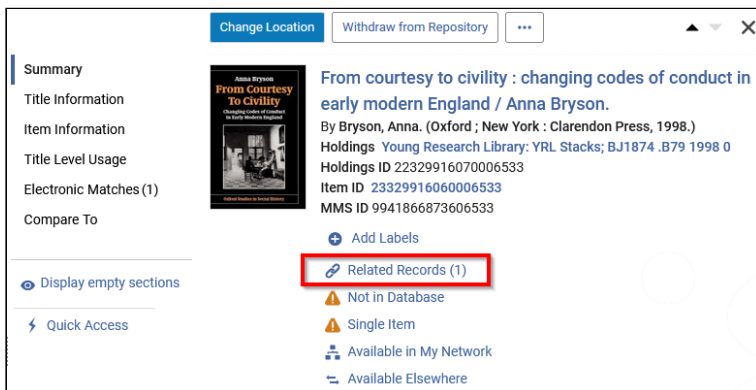 Change Location
Withdraw from Repository
Summary
Title Information
Item Information
Title Level Usage
Electronic Matches (1)
Compare To
Display empty sections
Quick Access
Anna Bryson
From Courtesy
To Civility
Changing Codes of Conduct
in Early Modern England
Oxford Studies in Social History
From courtesy to civility : changing codes of conduct in
early modern England / Anna Bryson.
By Bryson, Anna. (Oxford ; New York : Clarendon Press, 1998.)
Holdings Young Research Library: YRL Stacks; BJ1874 .B79 1998 0
Holdings ID 22329916070006533
Item ID 23329916060006533
MMS ID 9941866873606533
Add Labels
Related Records (1)
Not in Database
Single Item
Available in My Network
Available Elsewhere